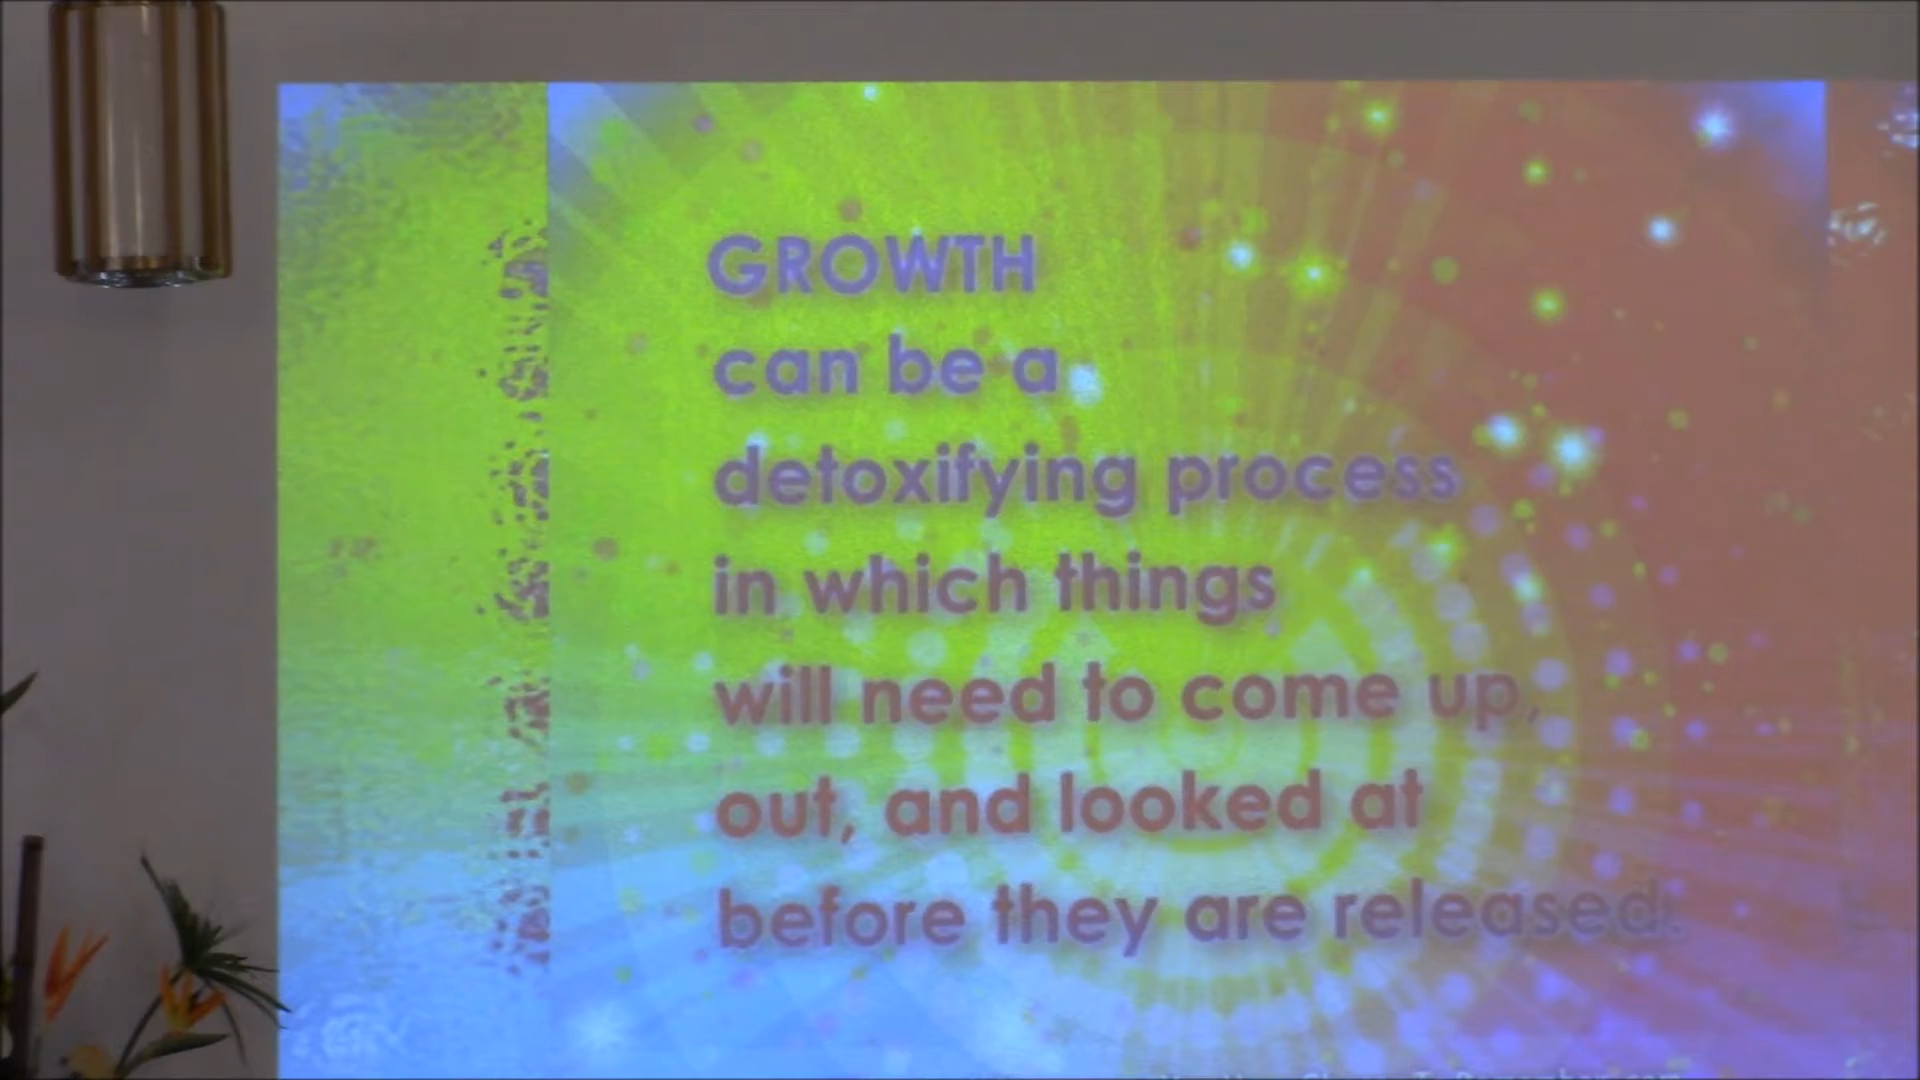 GROWTH
can be a
detoxifying process
in which things
will need to come up,
out, and looked at
before they are released.